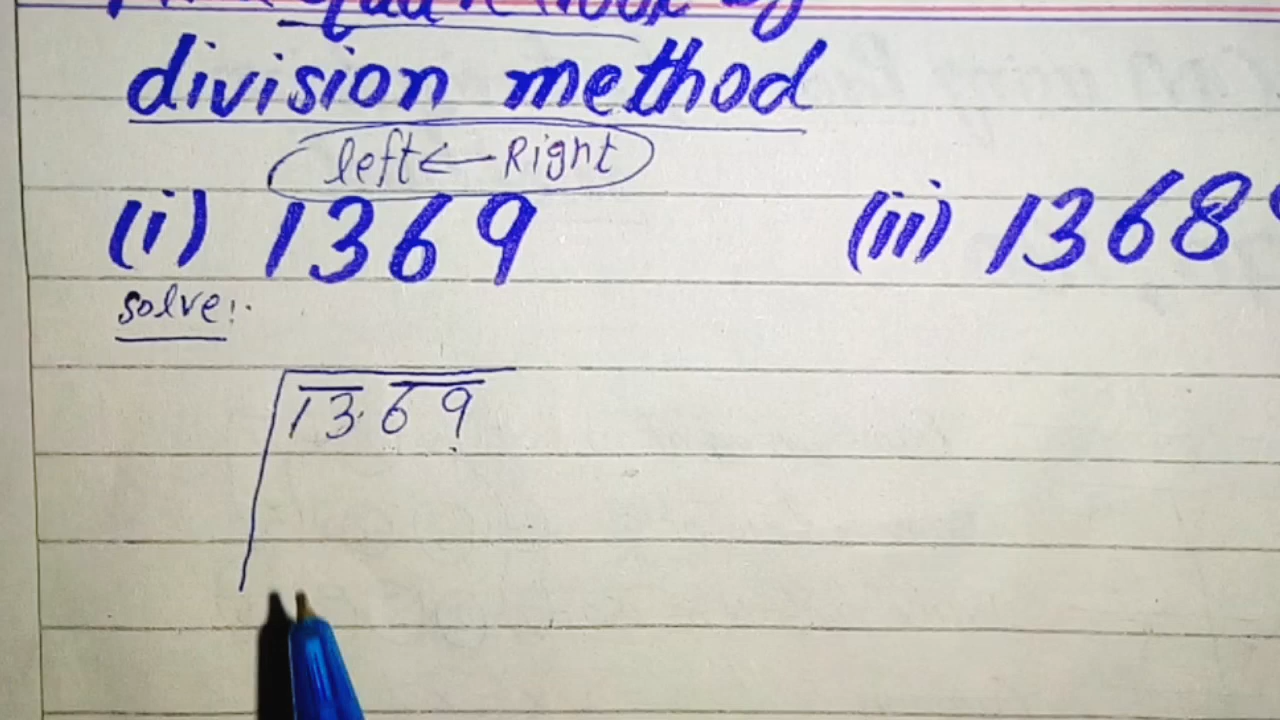 division method
left ← Right
(i) 1369 (ii) 1368
solve:
13 69